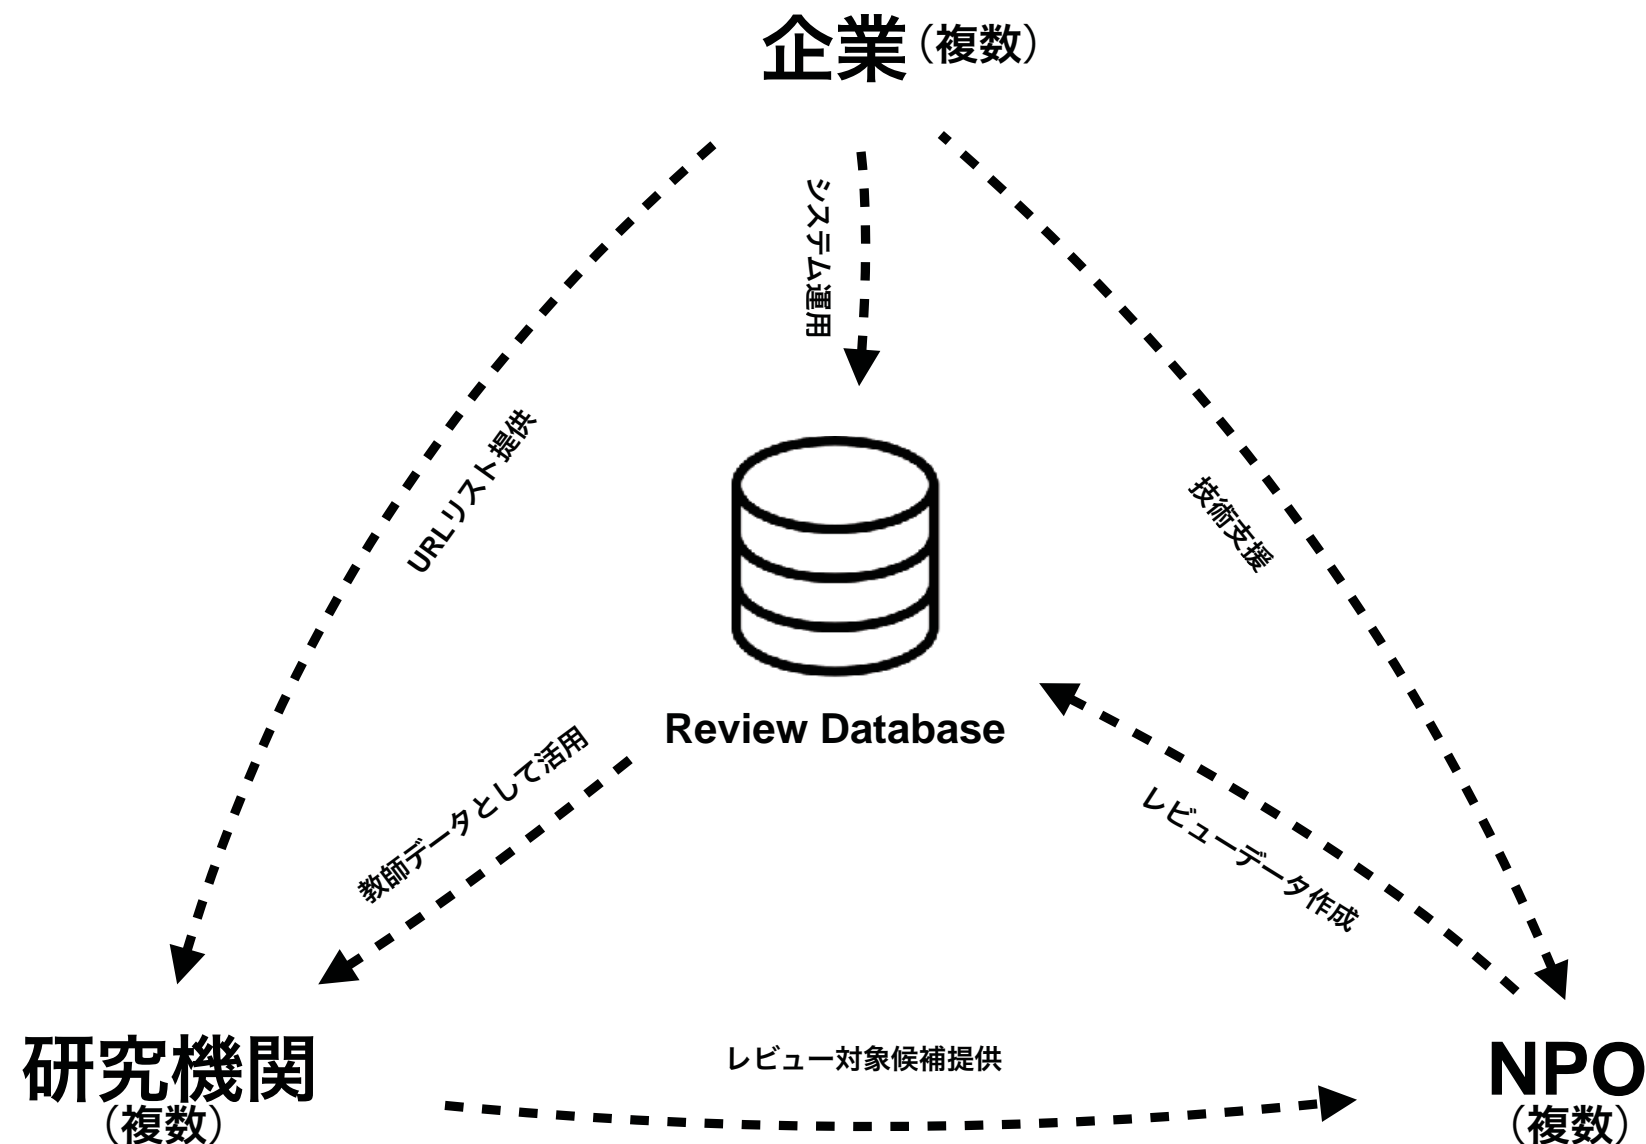 企業（複数）
システム運用
URLリスト提供
技術支援
Review Database
教師データとして活用
レビューデータ作成
レビュー対象候補提供
研究機関
（複数）
NPO
（複数）